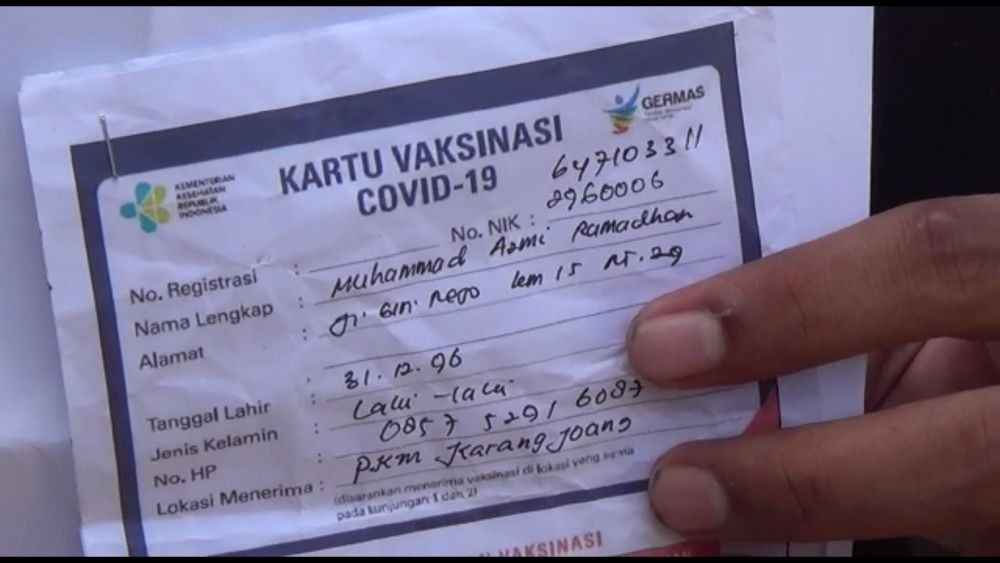 KEMENTERIAN
KESEHATAN
REPUBLIK
INDONESIA
GERMAS
KARTU VAKSINASI
COVID-19
No. NIK : 6471033112960006
No. Registrasi :
Nama Lengkap : Muhammad Azmi Ramadhan
Alamat : Jl. Gn. Rejo km 15 RT. 29
Tanggal Lahir : 31.12.96
Jenis Kelamin : Laki-laki
No. HP : 0857 5291 6087
Lokasi Menerima : PKM Karang Joang
(disarankan menerima vaksinasi di lokasi yang sama
pada kunjungan 1 dan 2)
VAKSINASI